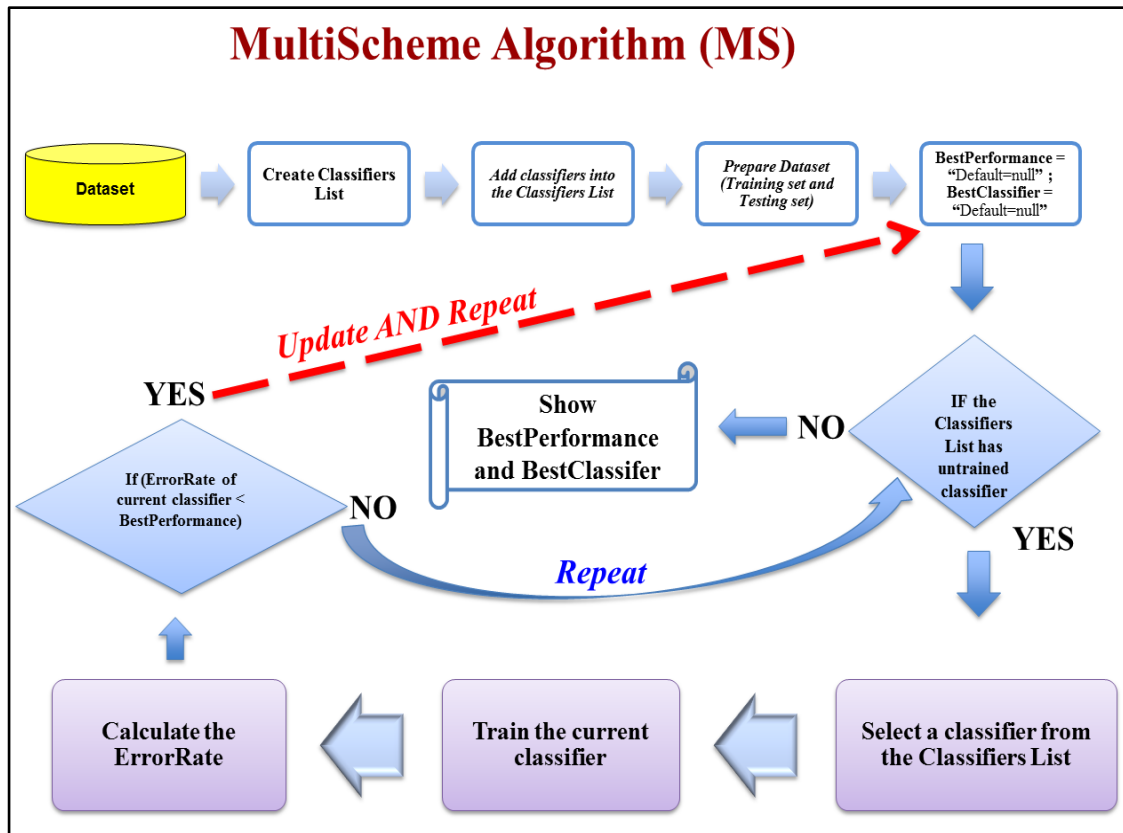 MultiScheme Algorithm (MS)
Dataset
Create Classifiers
List
Add classifiers into
the Classifiers List
Prepare Dataset
(Training set and
Testing set)
BestPerformance =
“Default=null” ;
BestClassifier =
“Default=null”
Update AND Repeat
YES
If (ErrorRate of
current classifier <
BestPerformance)
NO
Show
BestPerformance
and BestClassifer
NO
IF the
Classifiers
List has
untrained
classifier
YES
Repeat
Calculate the
ErrorRate
Train the current
classifier
Select a classifier from
the Classifiers List